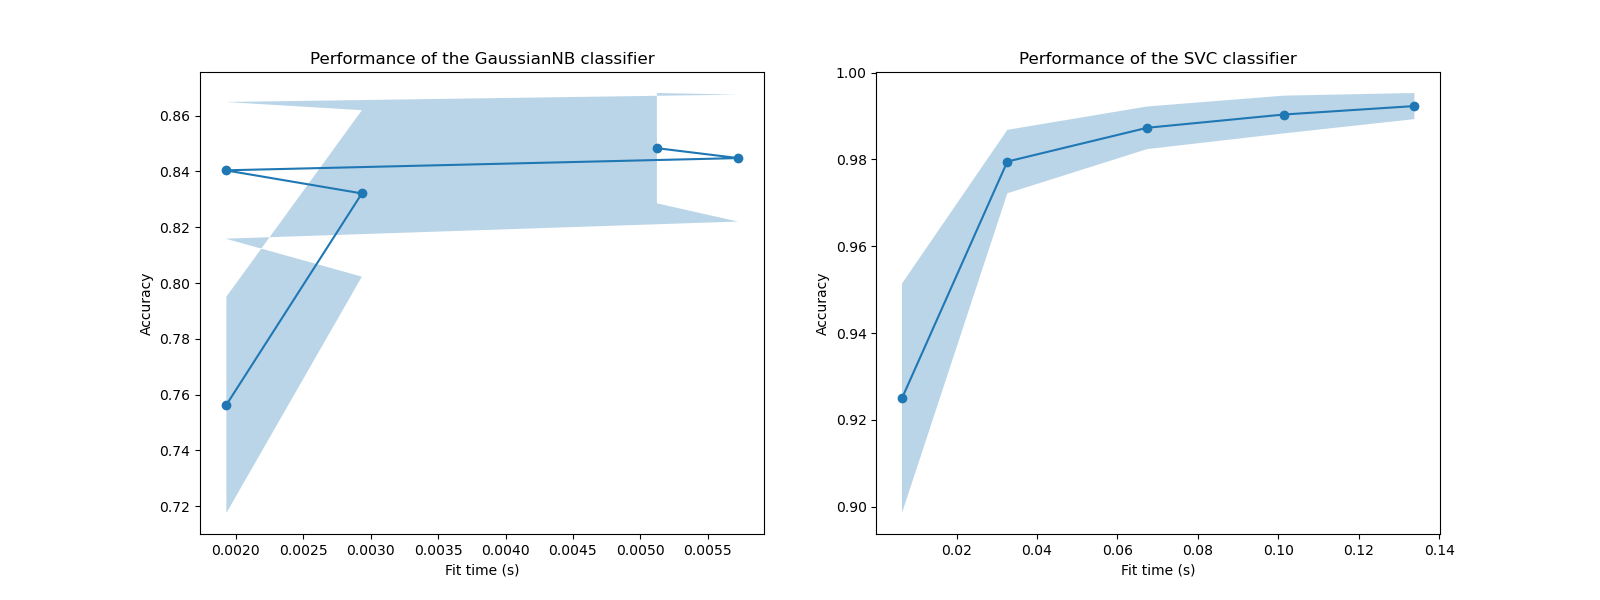 Performance of the GaussianNB classifier
0.86
0.84
0.82
0.80
0.78
0.76
0.74
0.72
Accuracy
0.0020 0.0025 0.0030 0.0035 0.0040 0.0045 0.0050 0.0055
Fit time (s)
Performance of the SVC classifier
1.00
0.98
0.96
0.94
0.92
0.90
Accuracy
0.02 0.04 0.06 0.08 0.10 0.12 0.14
Fit time (s)